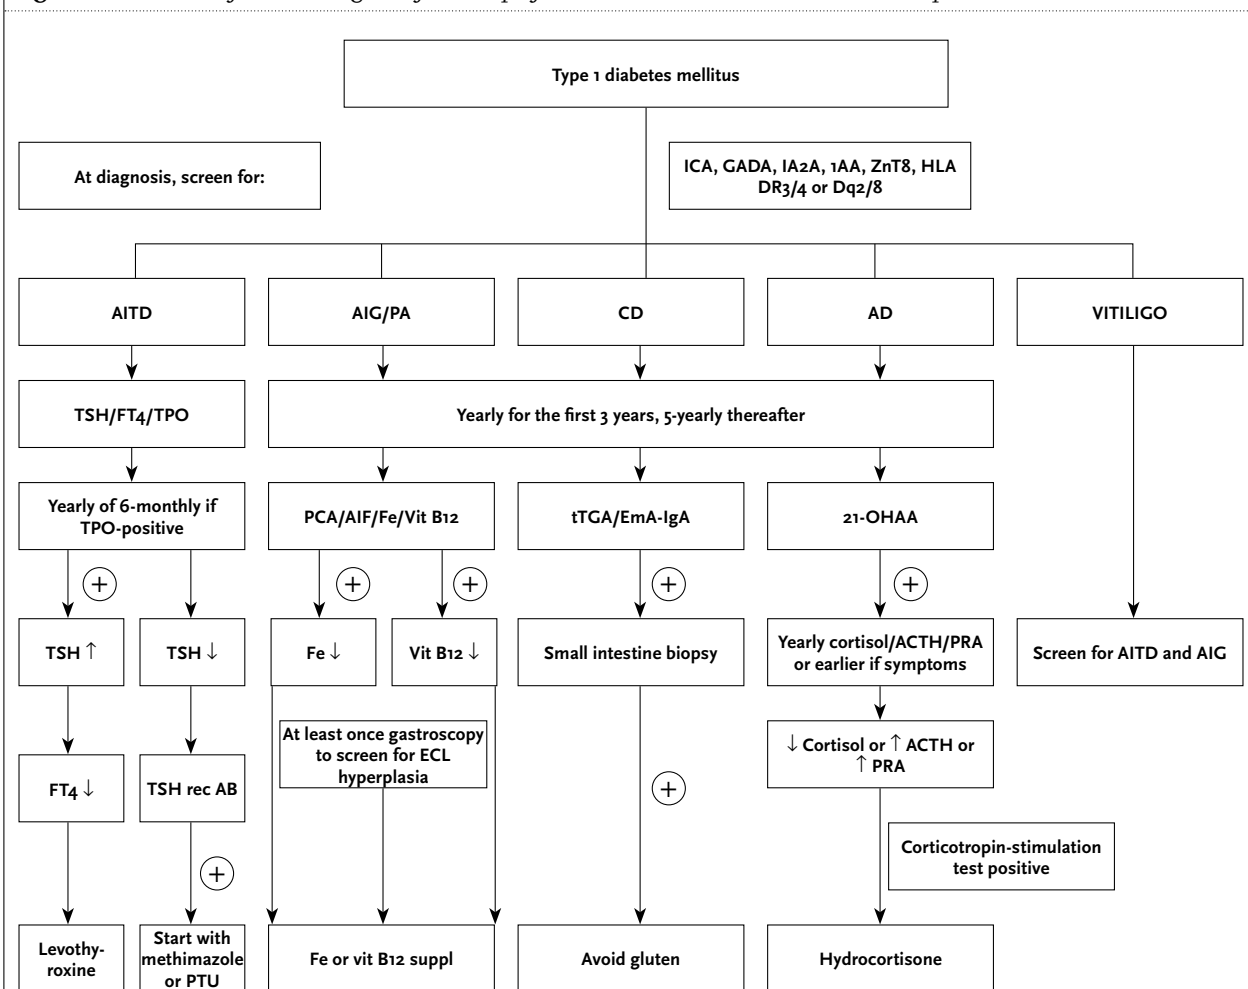 Type 1 diabetes mellitus
At diagnosis, screen for:
ICA, GADA, IA2A, 1AA, ZnT8, HLA
DR3/4 or Dq2/8
AITD
AIG/PA
CD
AD
VITILIGO
TSH/FT4/TPO
Yearly for the first 3 years, 5-yearly thereafter
Yearly of 6-monthly if
TPO-positive
PCA/AIF/Fe/Vit B12
tTGA/EmA-IgA
21-OHAA
+
+
+
+
+
TSH ↑
TSH ↓
Fe ↓
Vit B12 ↓
Small intestine biopsy
Yearly cortisol/ACTH/PRA
or earlier if symptoms
Screen for AITD and AIG
At least once gastroscopy
to screen for ECL
hyperplasia
↓ Cortisol or ↑ ACTH or
↑ PRA
FT4 ↓
TSH rec AB
+
Corticotropin-stimulation
test positive
+
Levothy-
roxine
Start with
methimazole
or PTU
Fe or vit B12 suppl
Avoid gluten
Hydrocortisone